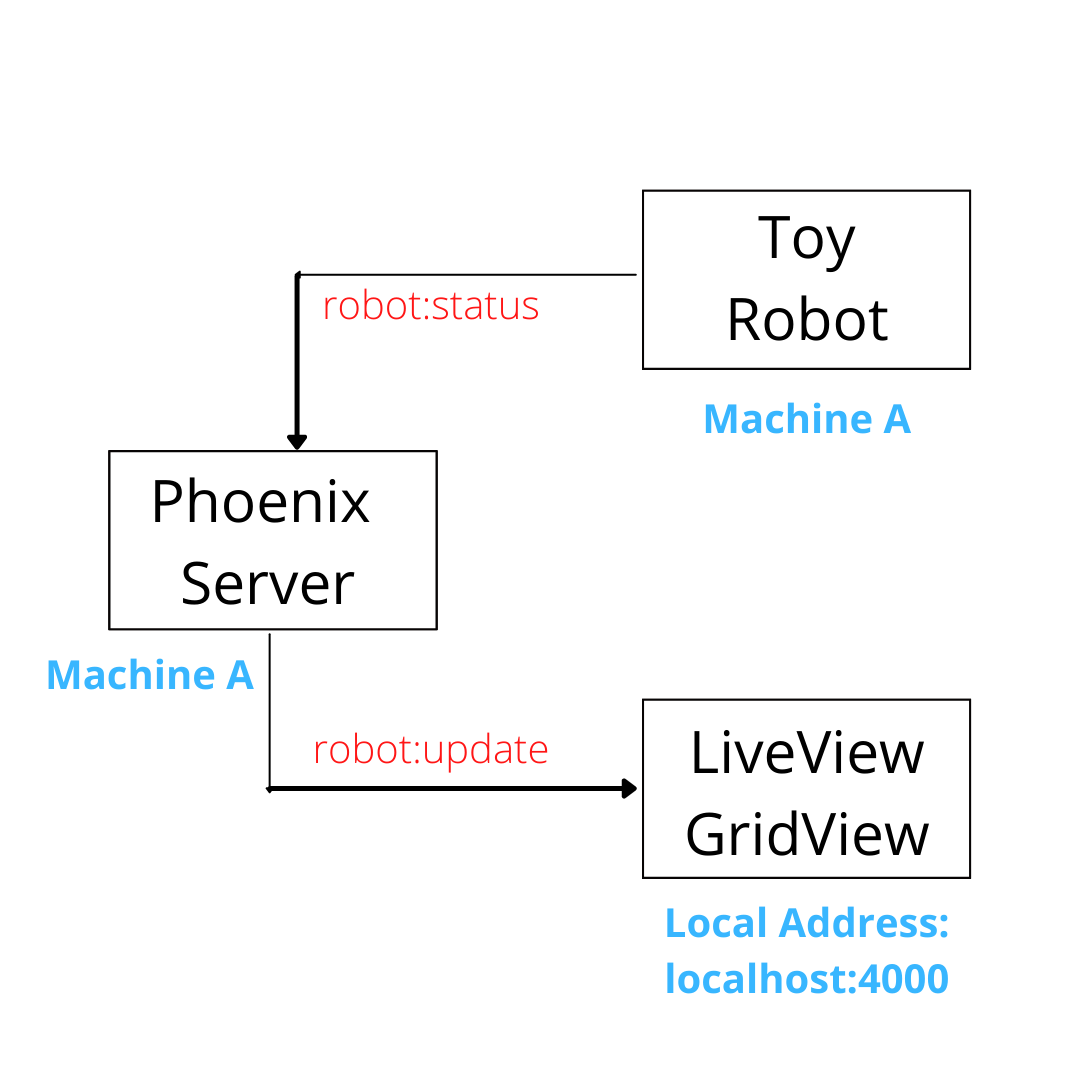 Toy
Robot
robot:status
Machine A
Phoenix
Server
Machine A
robot:update
LiveView
GridView
Local Address:
localhost:4000